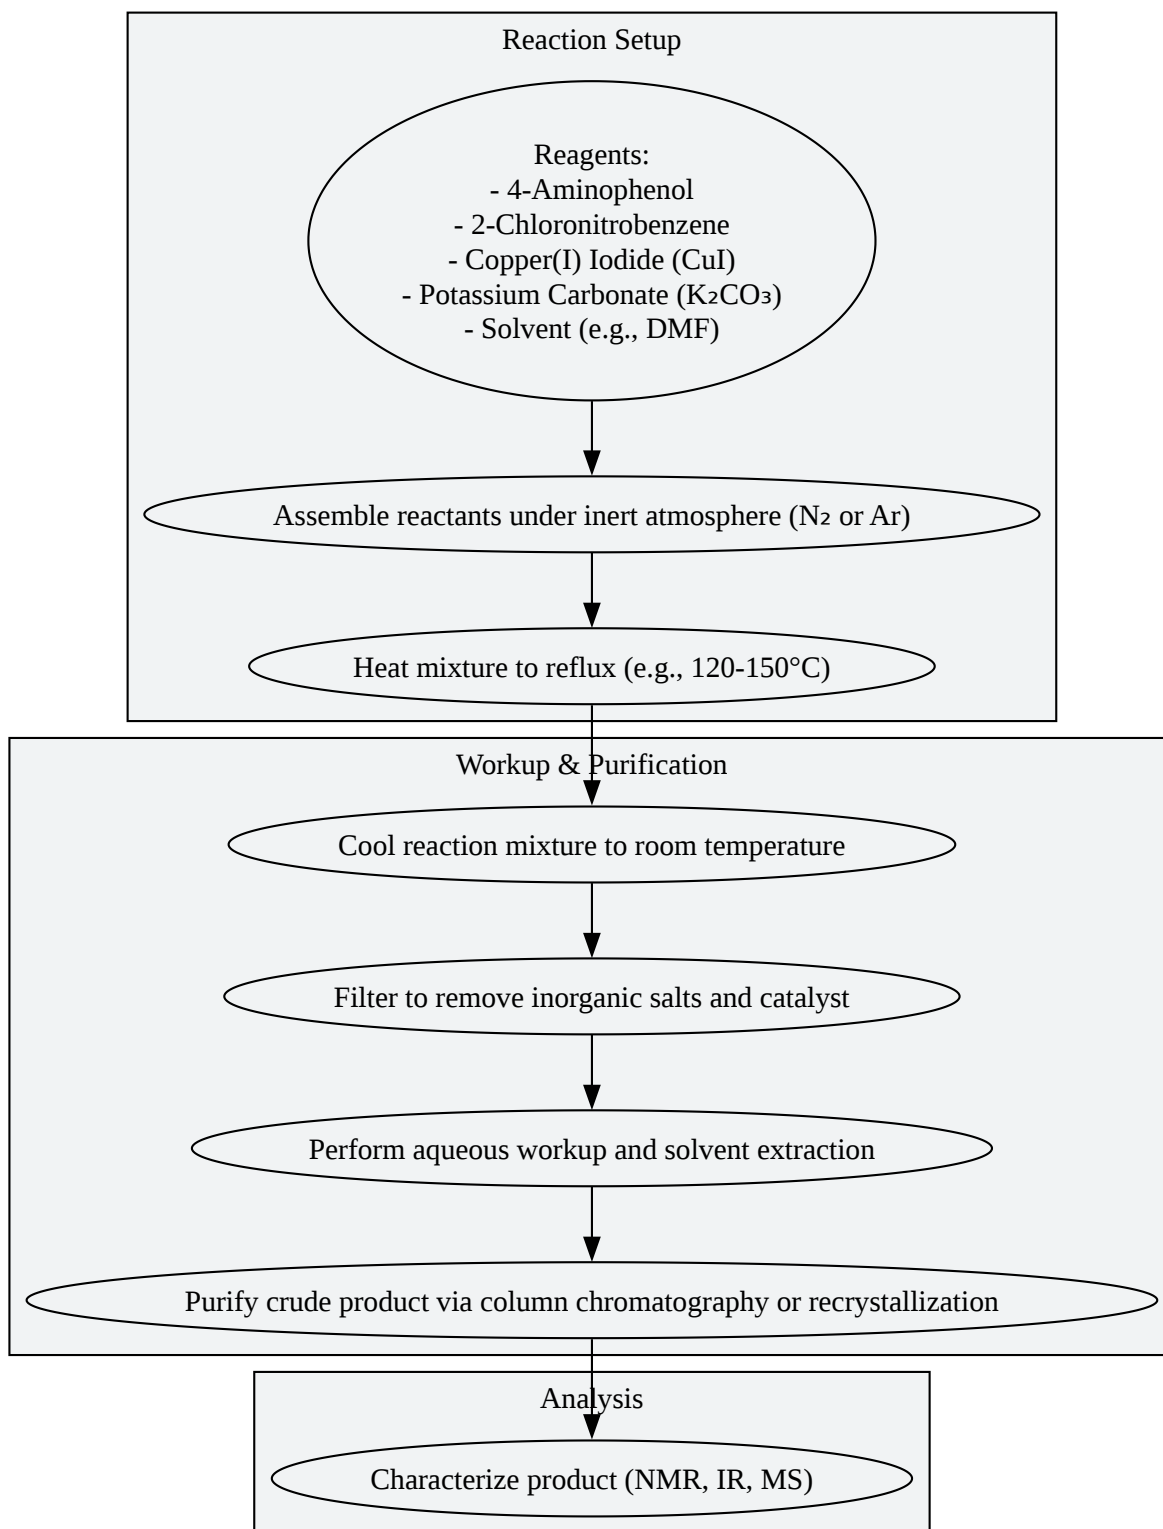 Reaction Setup
Reagents:
- 4-Aminophenol
- 2-Chloronitrobenzene
- Copper(I) Iodide (CuI)
- Potassium Carbonate (K₂CO₃)
- Solvent (e.g., DMF)
Assemble reactants under inert atmosphere (N₂ or Ar)
Heat mixture to reflux (e.g., 120-150°C)
Workup & Purification
Cool reaction mixture to room temperature
Filter to remove inorganic salts and catalyst
Perform aqueous workup and solvent extraction
Purify crude product via column chromatography or recrystallization
Analysis
Characterize product (NMR, IR, MS)